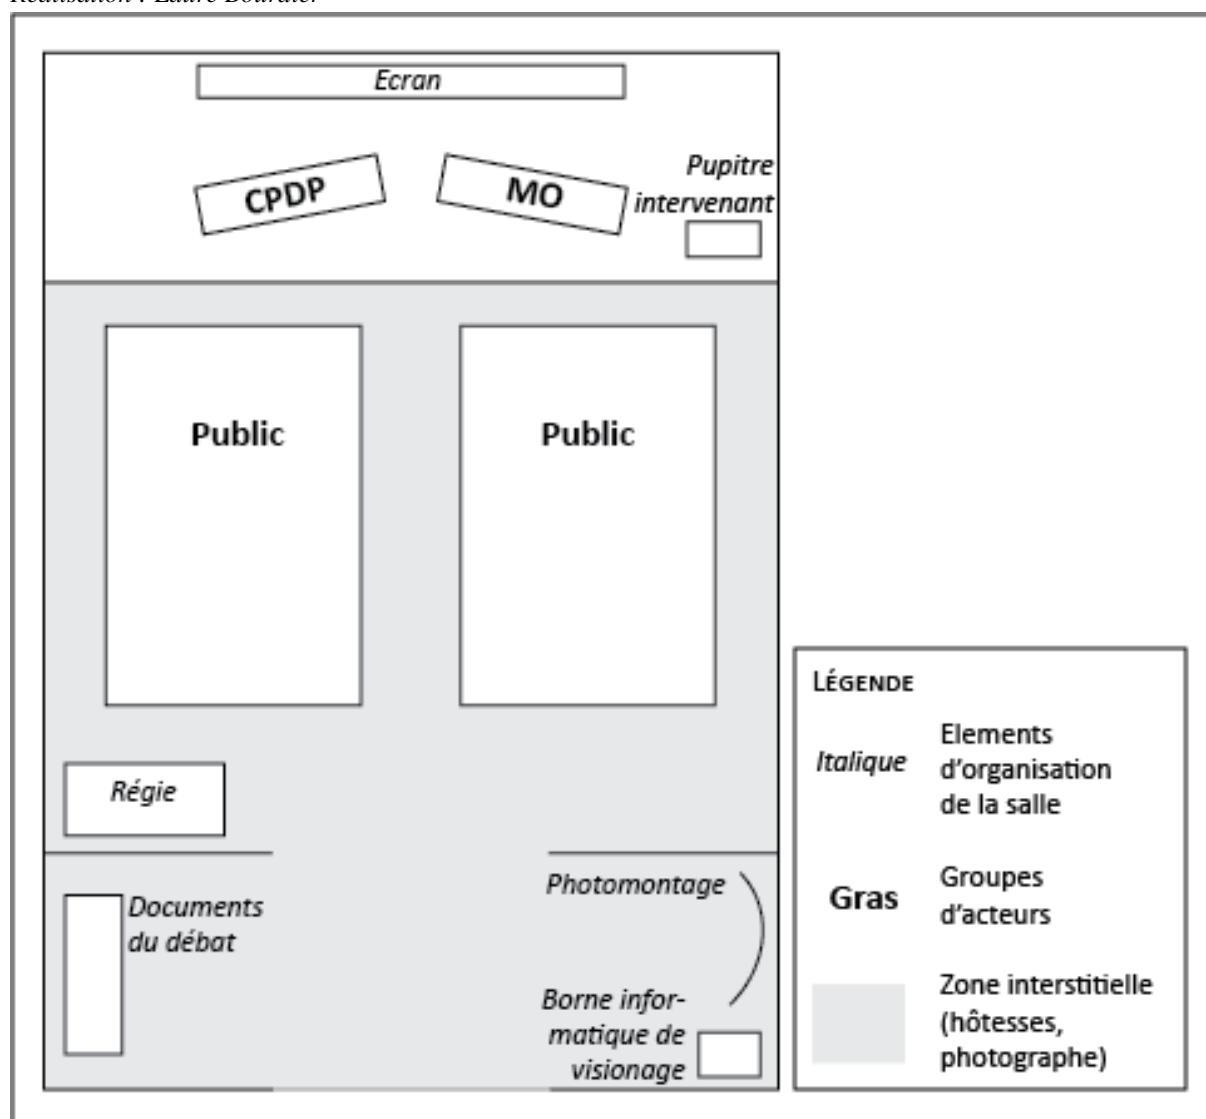 Réalisation : Laure Bourdier
Ecran
CPDP
MO
Pupitre
intervenant
Public
Public
Régie
Documents
du débat
Photomontage
Borne infor-
matique de
visionage
LÉGENDE
Italique
Elements
d'organisation
de la salle
Gras
Groupes
d'acteurs
Zone interstitielle
(hôtesses,
photographe)